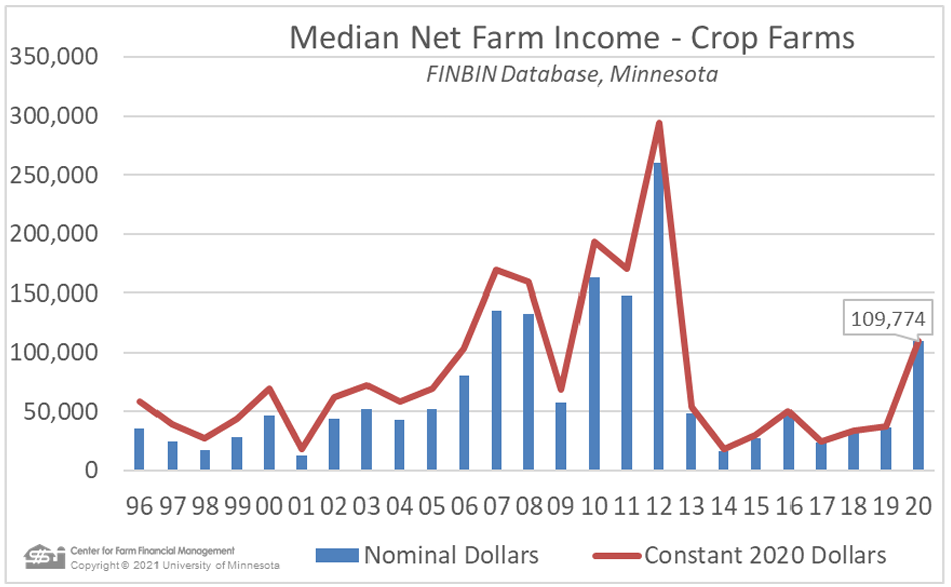 Median Net Farm Income - Crop Farms
FINBIN Database, Minnesota
350,000
300,000
250,000
200,000
150,000
100,000
50,000
0
109,774
96 97 98 99 00 01 02 03 04 05 06 07 08 09 10 11 12 13 14 15 16 17 18 19 20
Nominal Dollars
Constant 2020 Dollars
Center for Farm Financial Management
Copyright © 2021 University of Minnesota